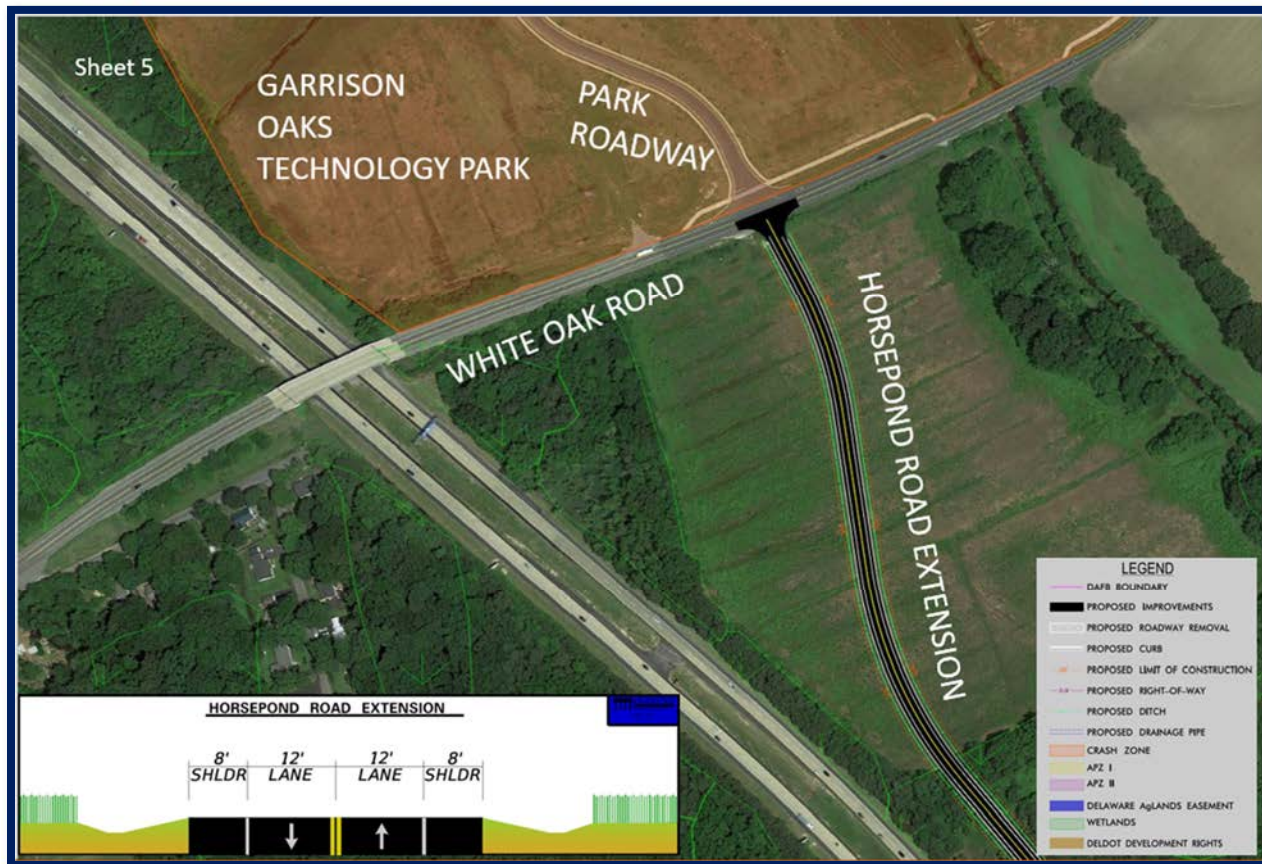 Sheet 5
GARRISON
OAKS
TECHNOLOGY PARK
PARK
ROADWAY
WHITE OAK ROAD
HORSEPOND ROAD EXTENSION
LEGEND
DAFB BOUNDARY
PROPOSED IMPROVEMENTS
PROPOSED ROADWAY REMOVAL
PROPOSED CURB
PROPOSED LIMIT OF CONSTRUCTION
PROPOSED RIGHT-OF-WAY
PROPOSED DITCH
PROPOSED DRAINAGE PIPE
CRASH ZONE
APZ I
APZ II
DELAWARE AgLANDS EASEMENT
WETLANDS
DELDOT DEVELOPMENT RIGHTS
HORSEPOND ROAD EXTENSION
8' 12' 12' 8'
SHLDR LANE LANE SHLDR